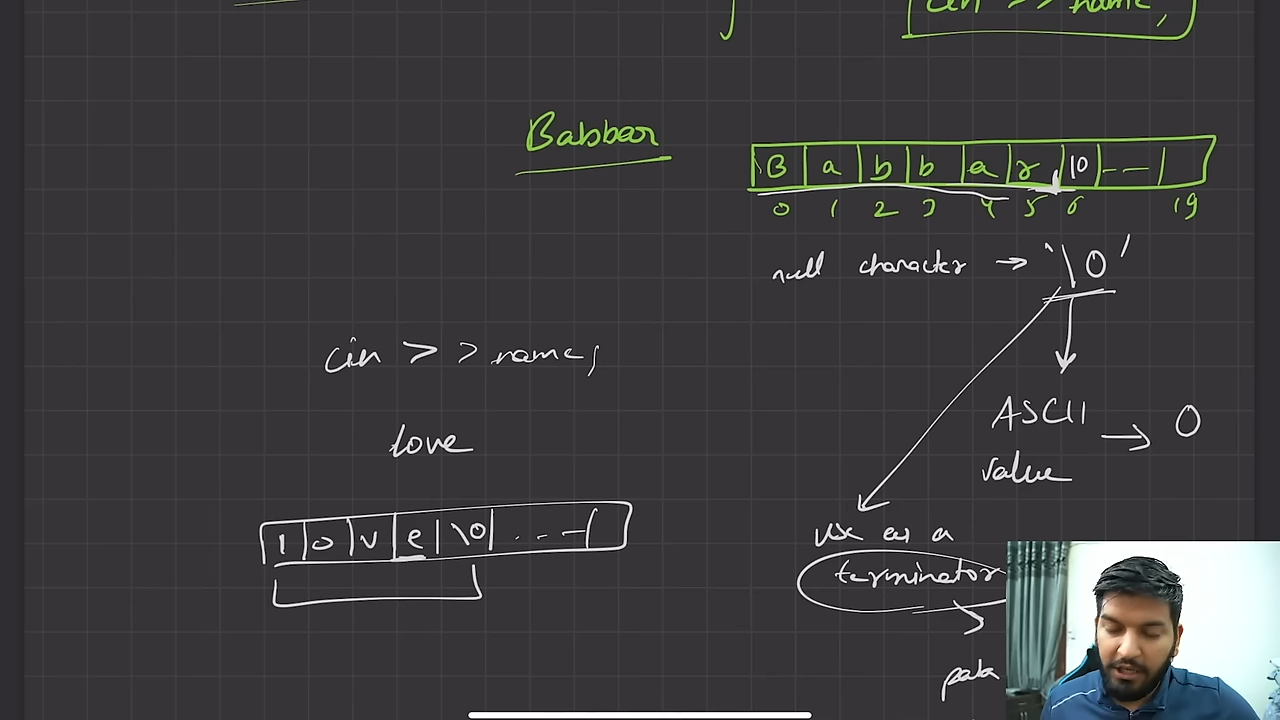 cin >> name;
Babbar
B a b b a r \0 - - -
0 1 2 3 4 5 6 19
null character → '\0'
cin >> name;
ASCII
value → 0
love
l o v e \0 . . - -
use as a
terminator